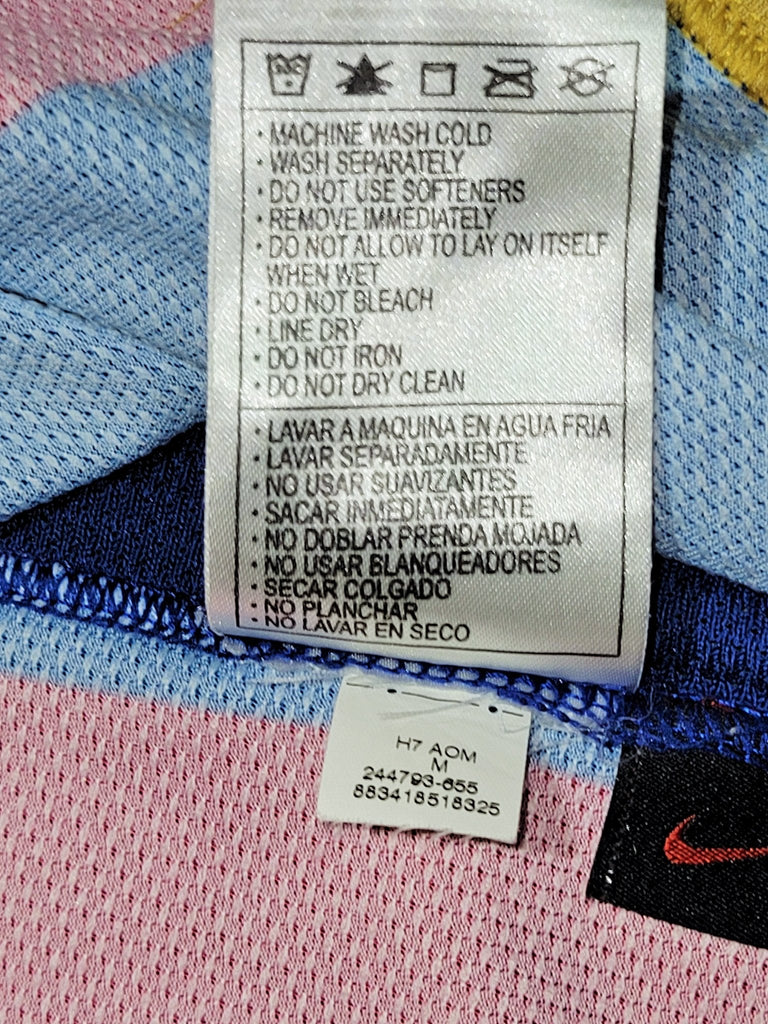 · MACHINE WASH COLD
· WASH SEPARATELY
· DO NOT USE SOFTENERS
· REMOVE IMMEDIATELY
· DO NOT ALLOW TO LAY ON ITSELF
WHEN WET
· DO NOT BLEACH
· LINE DRY
· DO NOT IRON
· DO NOT DRY CLEAN
· LAVAR A MAQUINA EN AGUA FRIA
· LAVAR SEPARADAMENTE
· NO USAR SUAVIZANTES
· SACAR INMEDIATAMENTE
· NO DOBLAR PRENDA MOJADA
· NO USAR BLANQUEADORES
· SECAR COLGADO
· NO PLANCHAR
· NO LAVAR EN SECO
H7 AOM
M
244793-655
883418518325